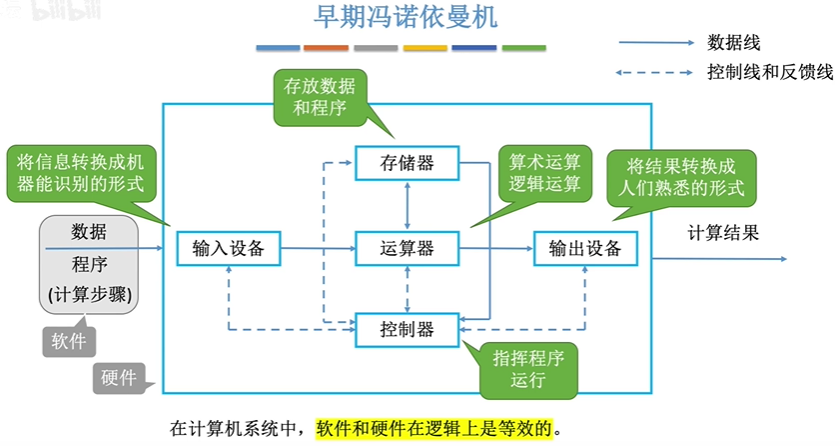 bilibili
早期冯诺依曼机
数据线
控制线和反馈线
存放数据
和程序
将信息转换成机
器能识别的形式
存储器
算术运算
逻辑运算
将结果转换成
人们熟悉的形式
数据
程序
(计算步骤)
输入设备
运算器
输出设备
计算结果
软件
硬件
控制器
指挥程序
运行
在计算机系统中，软件和硬件在逻辑上是等效的。